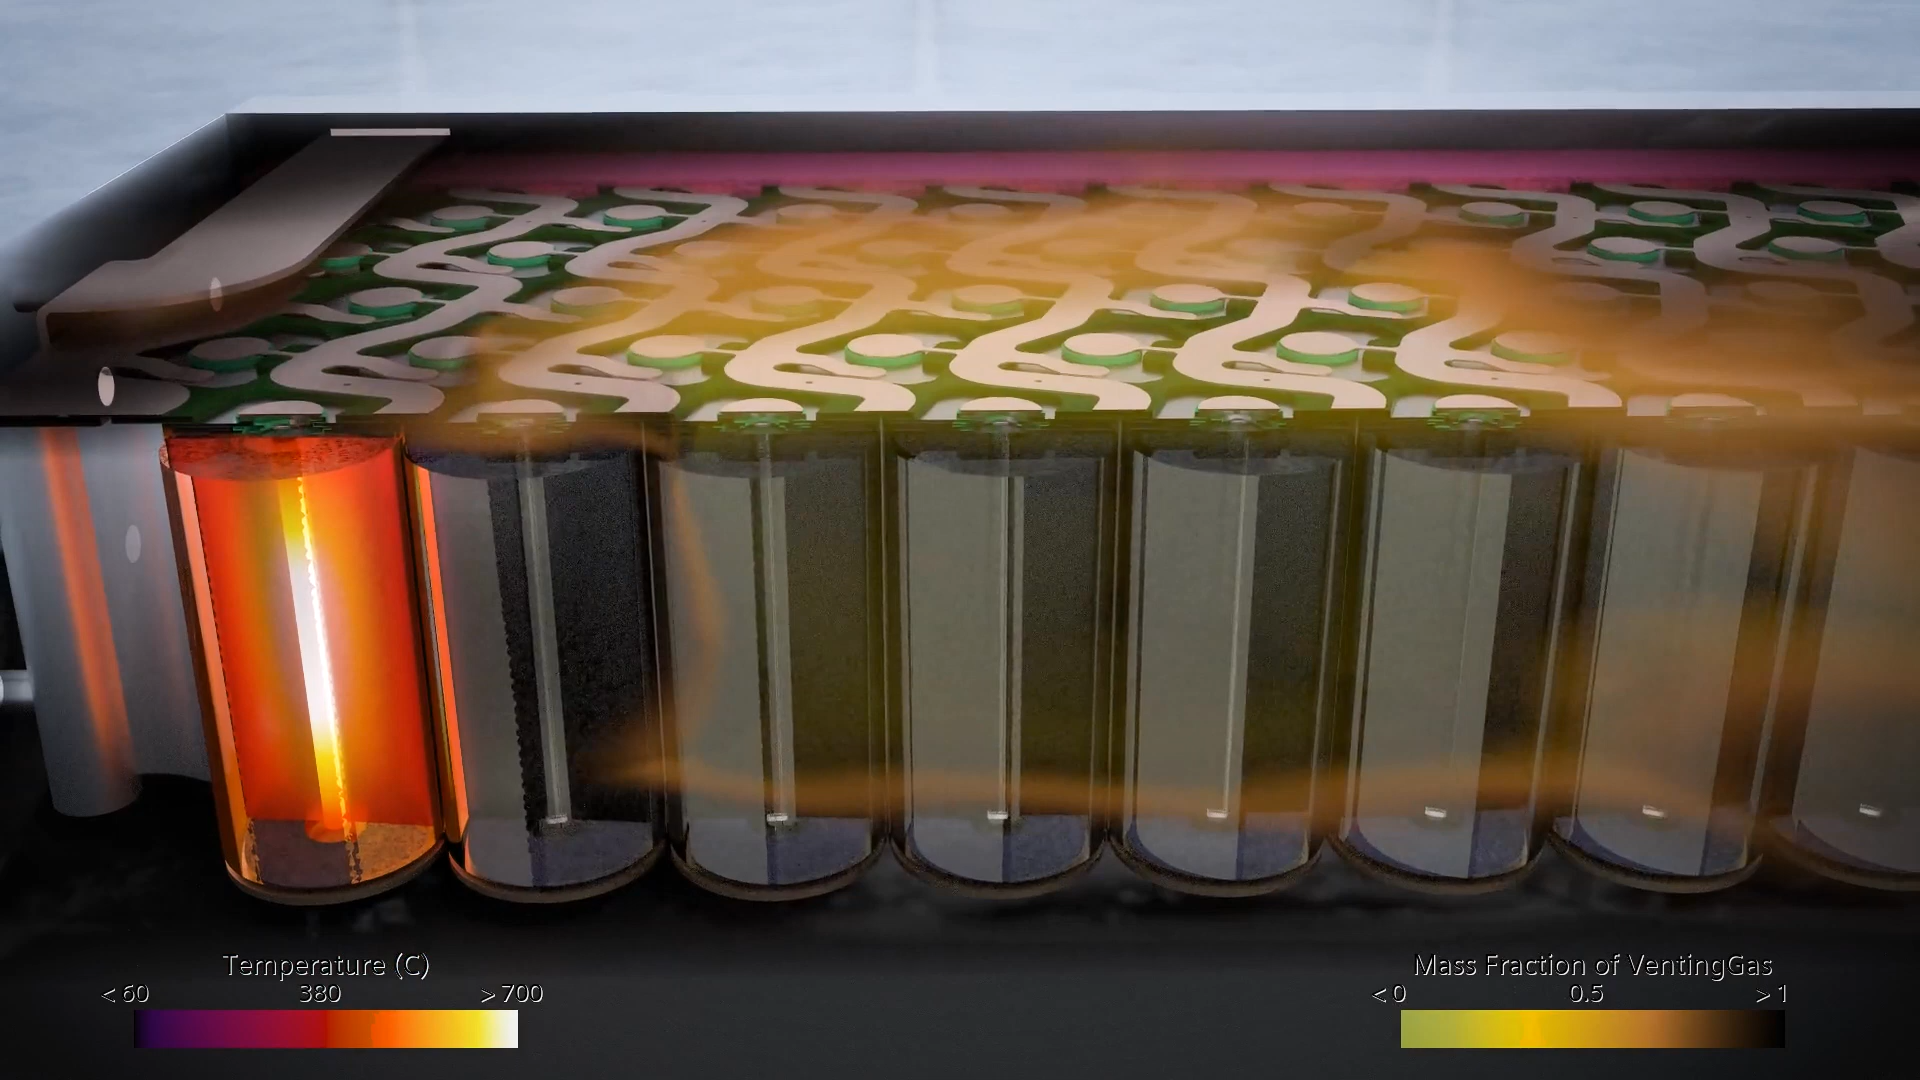 Temperature (C)
< 60 380 > 700
Mass Fraction of VentingGas
< 0 0.5 > 1